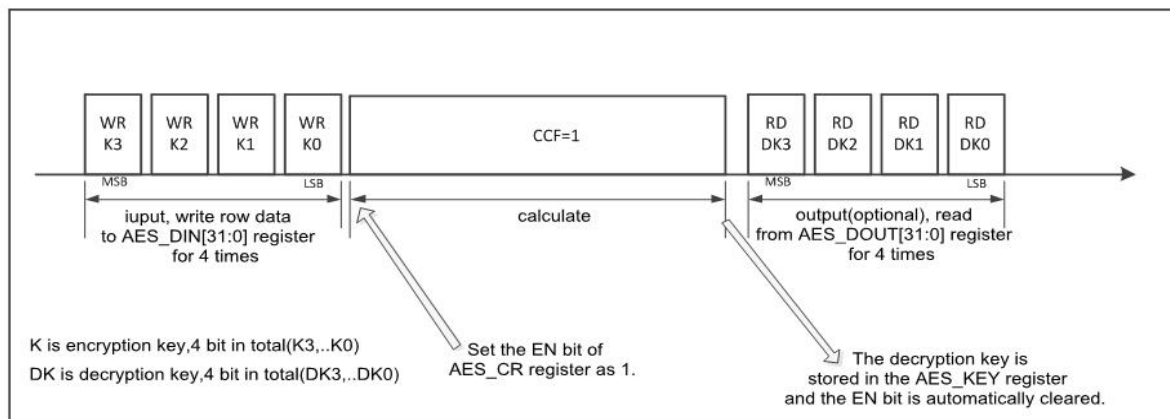 WR
K3
WR
K2
WR
K1
WR
K0
CCF=1
RD
DK3
RD
DK2
RD
DK1
RD
DK0
MSB
LSB
MSB
LSB
iuput, write row data
to AES_DIN[31:0] register
for 4 times
calculate
output(optional), read
from AES_DOUT[31:0] register
for 4 times
K is encryption key,4 bit in total(K3,..K0)
DK is decryption key,4 bit in total(DK3,..DK0)
Set the EN bit of
AES_CR register as 1.
The decryption key is
stored in the AES_KEY register
and the EN bit is automatically cleared.